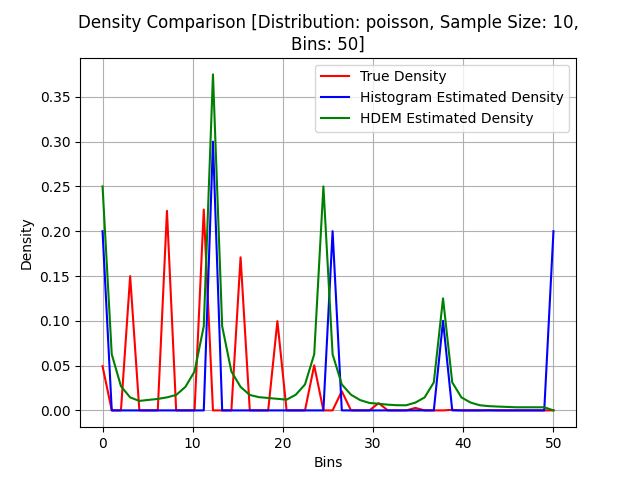 Density Comparison [Distribution: poisson, Sample Size: 10,
Bins: 50]
True Density
Histogram Estimated Density
HDEM Estimated Density
Density
0.35
0.30
0.25
0.20
0.15
0.10
0.05
0.00
0 10 20 30 40 50
Bins